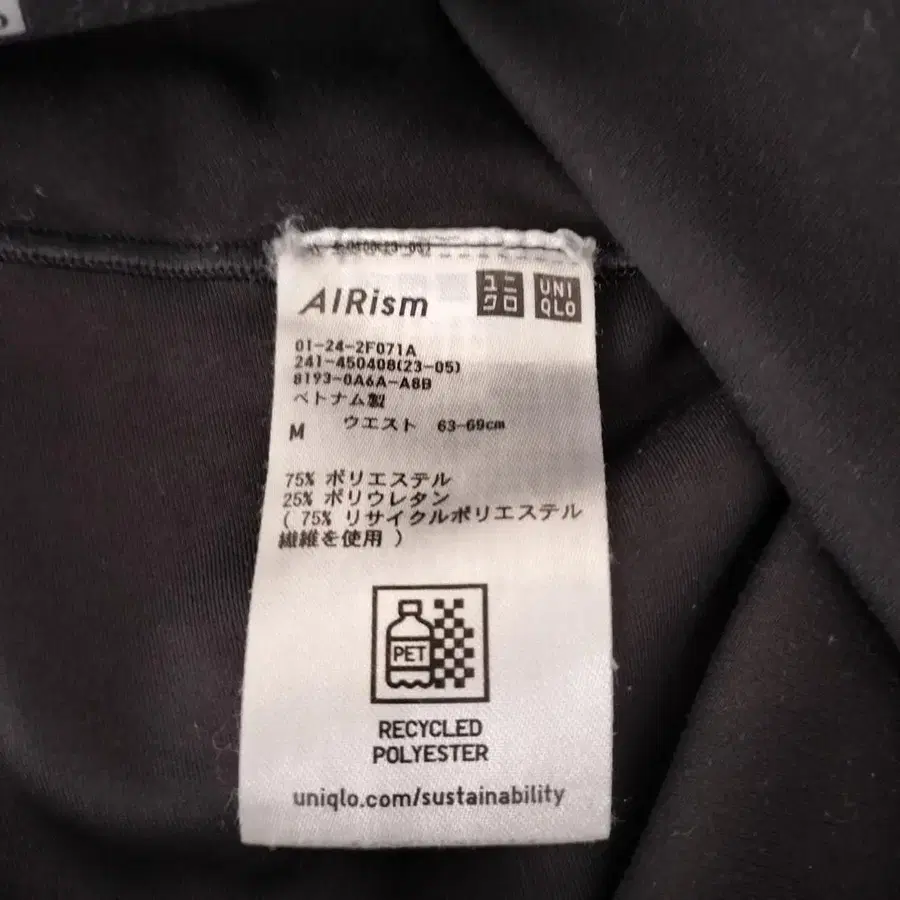 AIRism
ユニ
クロ
UNI
QLO
01-24-2F071A
241-450408(23-05)
8193-0A6A-A8B
ベトナム製
M ウエスト 63-69cm
75% ポリエステル
25% ポリウレタン
( 75% リサイクルポリエステル
繊維を使用 )
PET
RECYCLED
POLYESTER
uniqlo.com/sustainability